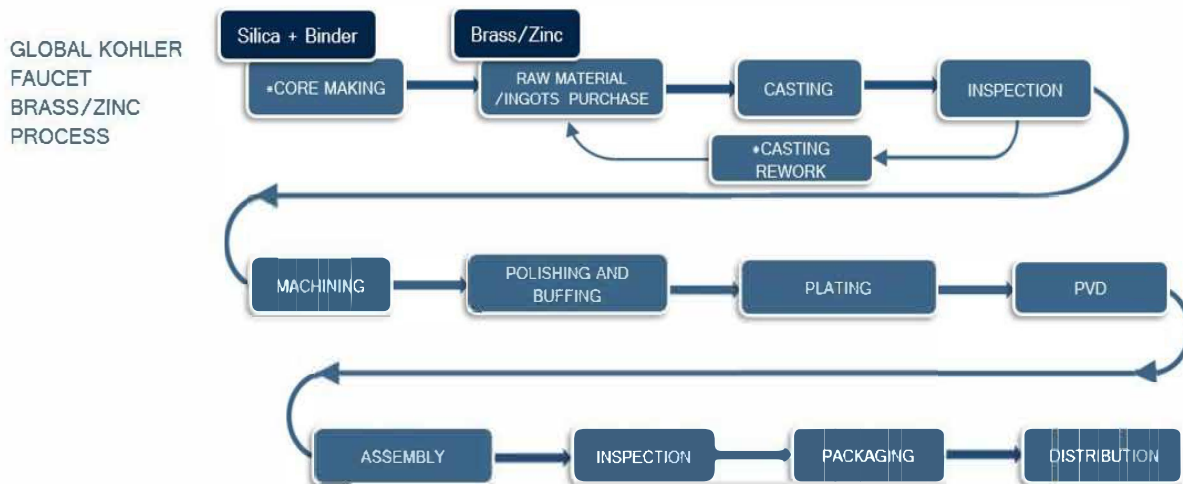 GLOBAL KOHLER
FAUCET
BRASS/ZINC
PROCESS
Silica + Binder
*CORE MAKING
Brass/Zinc
RAW MATERIAL
/INGOTS PURCHASE
CASTING
INSPECTION
*CASTING
REWORK
MACHINING
POLISHING AND
BUFFING
PLATING
PVD
ASSEMBLY
INSPECTION
PACKAGING
DISTRIBUTION